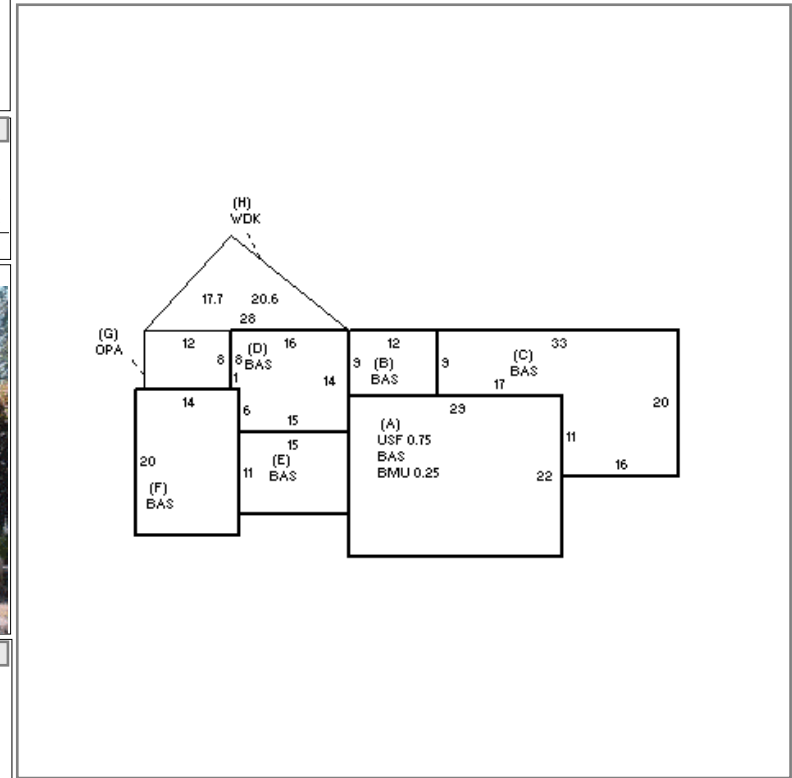 (H)
WDK
17.7 20.6
28
(G)
OPA
12
8
8
(D)
BAS
16
1
14
12
9
(B)
BAS
9
33
(C)
BAS
17
20
14
6
15
29
(A)
USF 0.75
BAS
BMU 0.25
11
16
22
20
(F)
BAS
15
11
(E)
BAS